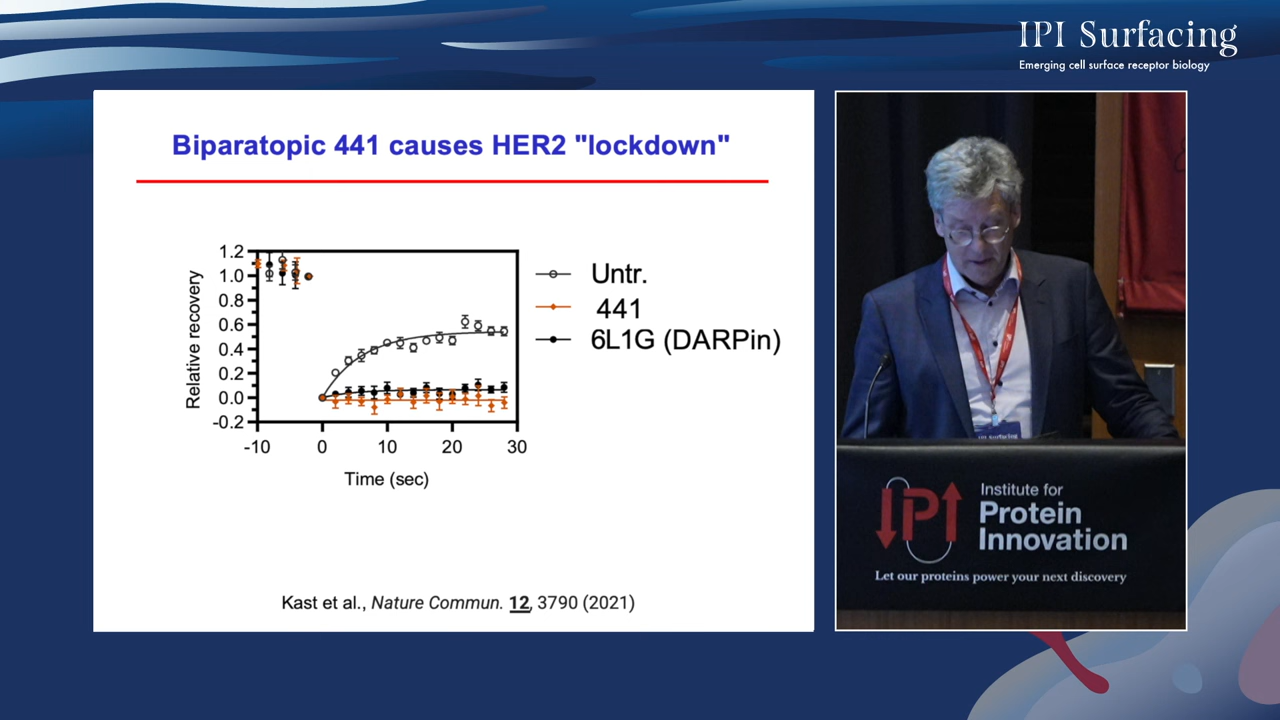 IPI Surfacing
Emerging cell surface receptor biology
Biparatopic 441 causes HER2 "lockdown"
Relative recovery
1.2
1.0
0.8
0.6
0.4
0.2
0.0
-0.2
-10
0
10
20
30
Time (sec)
Untr.
441
6L1G (DARPin)
Kast et al., Nature Commun. 12, 3790 (2021)
IPI Surfacing
IPI
Institute for
Protein
Innovation
Let our proteins power your next discovery